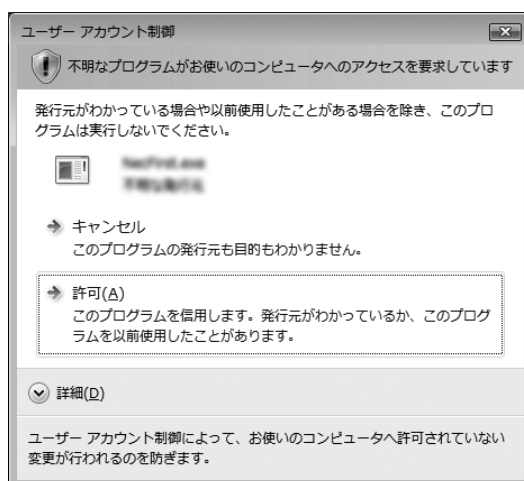 ユーザー アカウント制御
不明なプログラムがお使いのコンピュータへのアクセスを要求しています
発行元がわかっている場合や以前使用したことがある場合を除き、このプロ
グラムは実行しないでください。
キャンセル
このプログラムの発行元も目的もわかりません。
許可(A)
このプログラムを信用します。発行元がわかっているか、このプログ
ラムを以前使用したことがあります。
詳細(D)
ユーザー アカウント制御によって、お使いのコンピュータへ許可されていない
変更が行われるのを防ぎます。